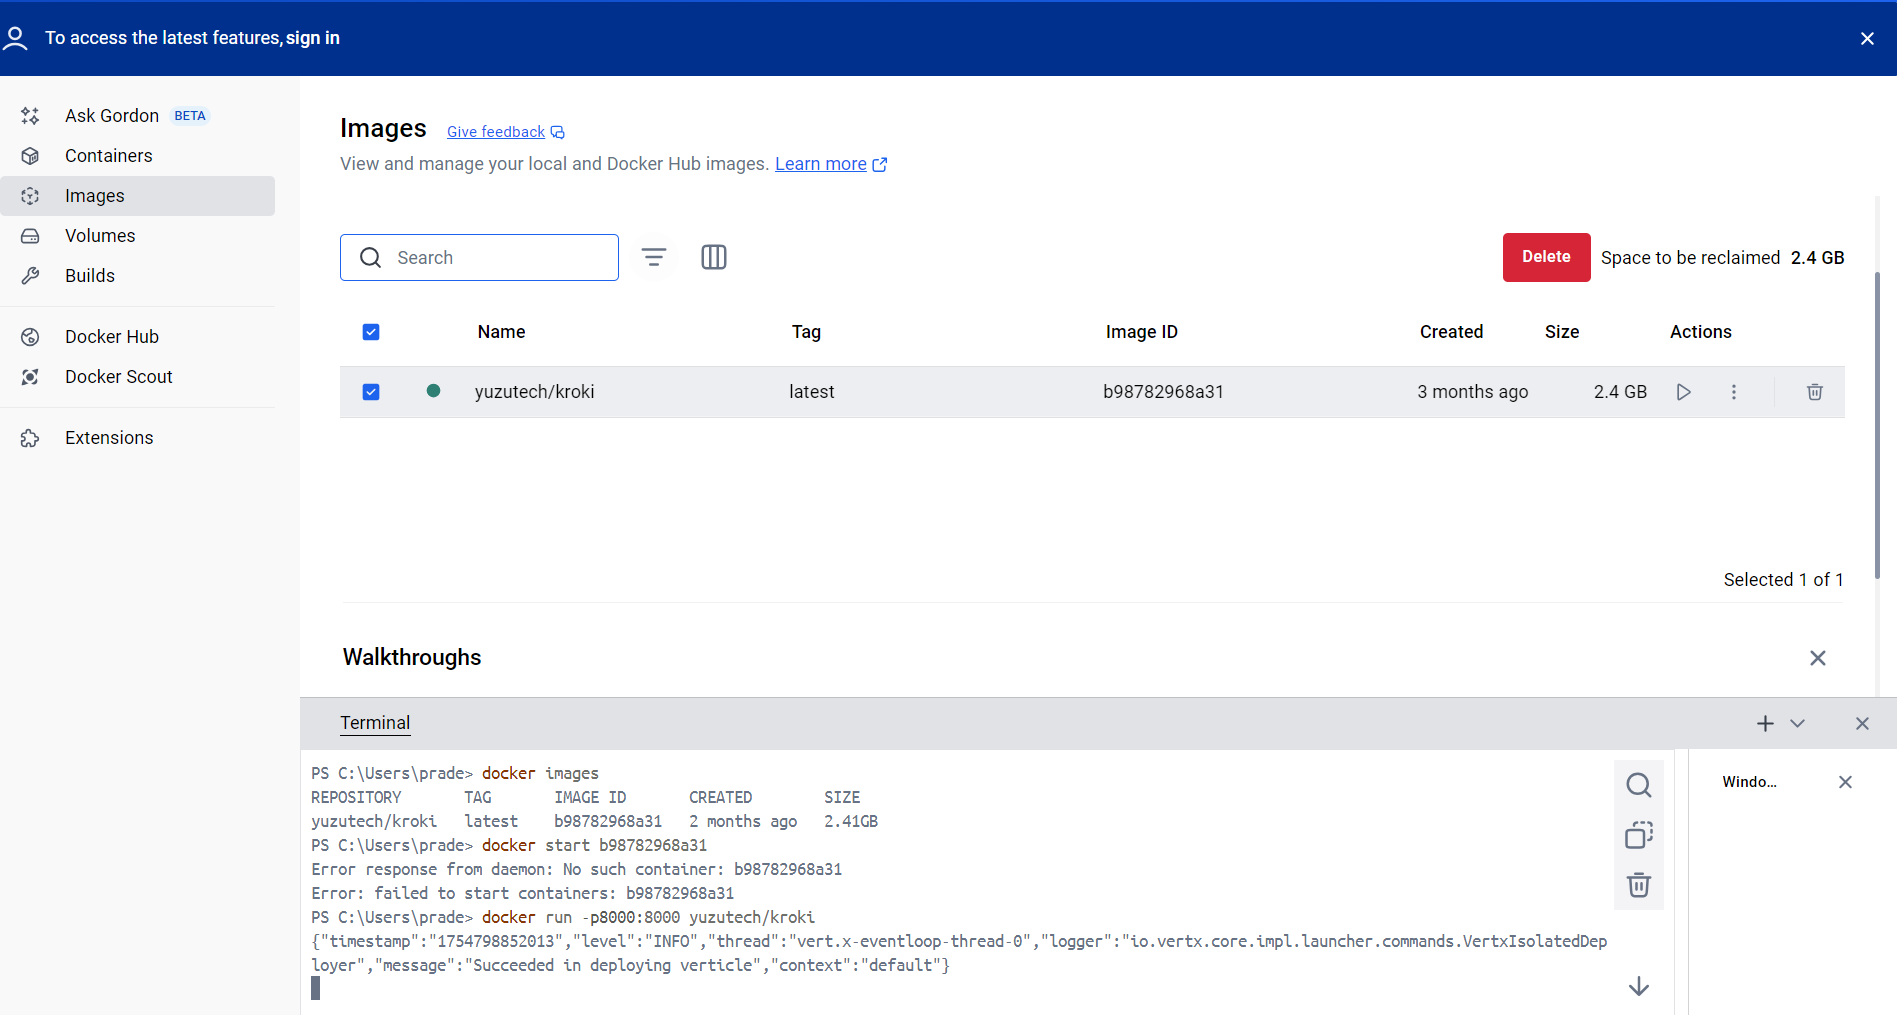 To access the latest features, sign in
Ask Gordon BETA
Containers
Images
Volumes
Builds
Docker Hub
Docker Scout
Extensions
Images Give feedback
View and manage your local and Docker Hub images. Learn more
Search
Delete Space to be reclaimed 2.4 GB
Name Tag Image ID Created Size Actions
yuzutech/kroki latest b98782968a31 3 months ago 2.4 GB
Selected 1 of 1
Walkthroughs
Terminal
PS C:\Users\prade> docker images
REPOSITORY TAG IMAGE ID CREATED SIZE
yuzutech/kroki latest b98782968a31 2 months ago 2.41GB
PS C:\Users\prade> docker start b98782968a31
Error response from daemon: No such container: b98782968a31
Error: failed to start containers: b98782968a31
PS C:\Users\prade> docker run -p8000:8000 yuzutech/kroki
{"timestamp":"1754798852013","level":"INFO","thread":"vert.x-eventloop-thread-0","logger":"io.vertx.core.impl.launcher.commands.VertxIsolatedDep
loyer","message":"Succeeded in deploying verticle","context":"default"}
Windo...